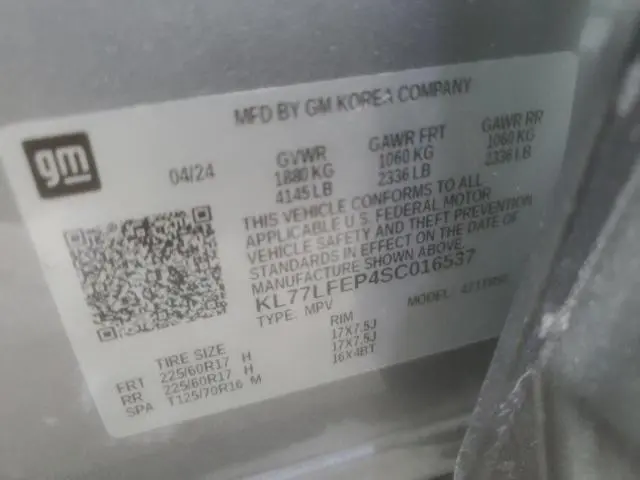 MFD BY GM KOREA COMPANY
gm
04/24
GVWR GAWR FRT GAWR RR
1880 KG 1060 KG 1060 KG
4145 LB 2336 LB 2336 LB
THIS VEHICLE CONFORMS TO ALL
APPLICABLE U.S. FEDERAL MOTOR
VEHICLE SAFETY AND THEFT PREVENTION
STANDARDS IN EFFECT ON THE DATE OF
MANUFACTURE SHOWN ABOVE.
KL77LFEP4SC016537
TYPE: MPV MODEL:
TIRE SIZE RIM
FRT 225/60R17 H 17X7.5J
RR 225/60R17 H 17X7.5J
SPA T125/70R16 M 16X4BT